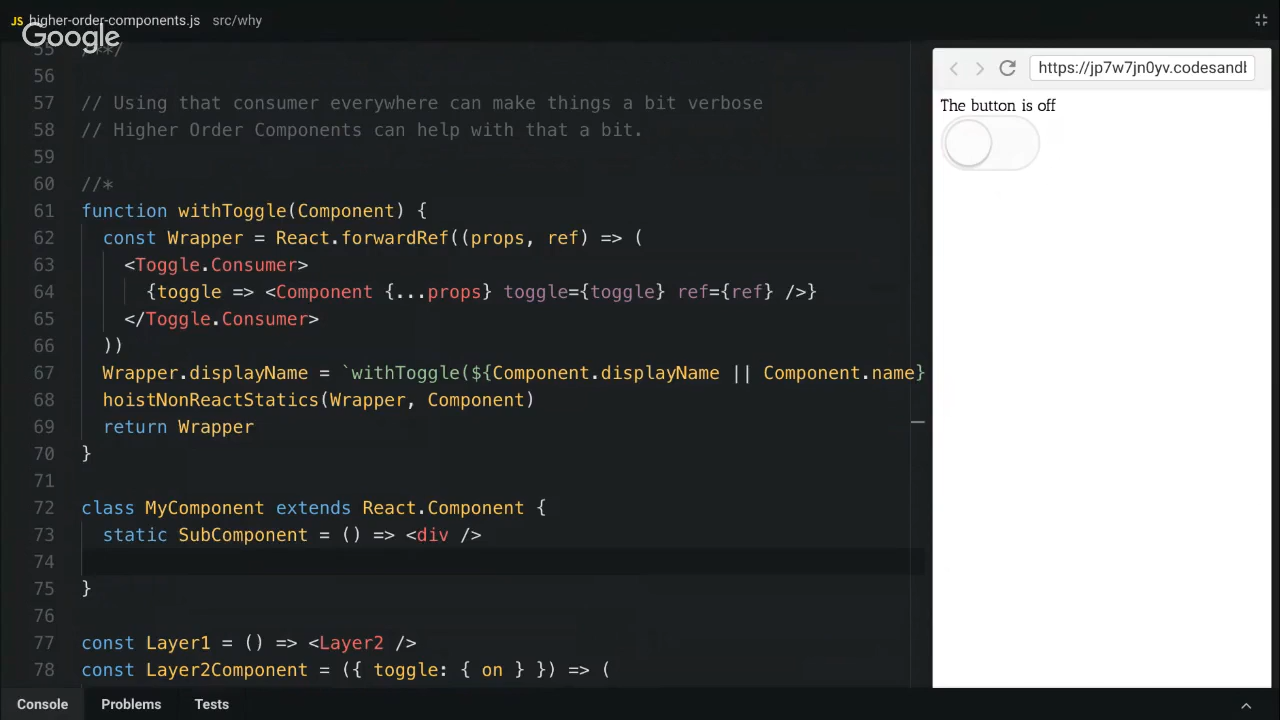 JS higher-order-components.js src/why
Google
55 /**/
56
57 // Using that consumer everywhere can make things a bit verbose
58 // Higher Order Components can help with that a bit.
59
60 //*
61 function withToggle(Component) {
62 const Wrapper = React.forwardRef((props, ref) => (
63 <Toggle.Consumer>
64 {toggle => <Component {...props} toggle={toggle} ref={ref} />}
65 </Toggle.Consumer>
66 ))
67 Wrapper.displayName = `withToggle(${Component.displayName || Component.name}
68 hoistNonReactStatics(Wrapper, Component)
69 return Wrapper
70 }
71
72 class MyComponent extends React.Component {
73 static SubComponent = () => <div />
74
75 }
76
77 const Layer1 = () => <Layer2 />
78 const Layer2Component = ({ toggle: { on } }) => (
Console Problems Tests
https://jp7w7jn0yv.codesandb
The button is off